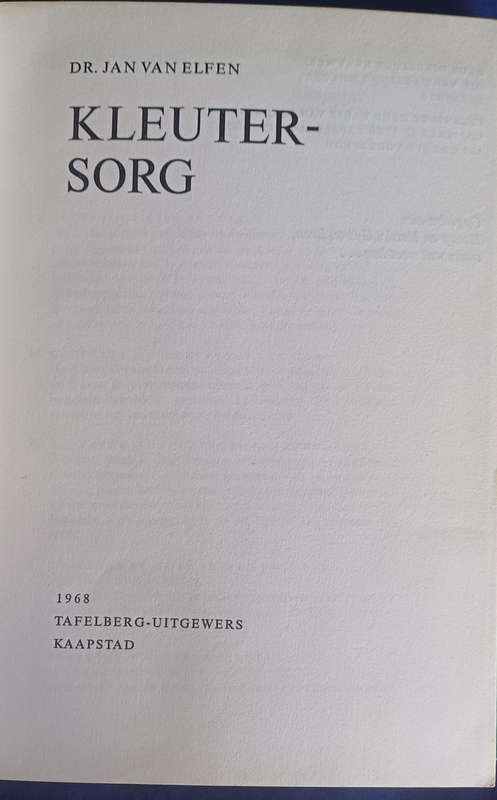 DR. JAN VAN ELFEN
KLEUTER-
SORG
1968
TAFELBERG-UITGEWERS
KAAPSTAD